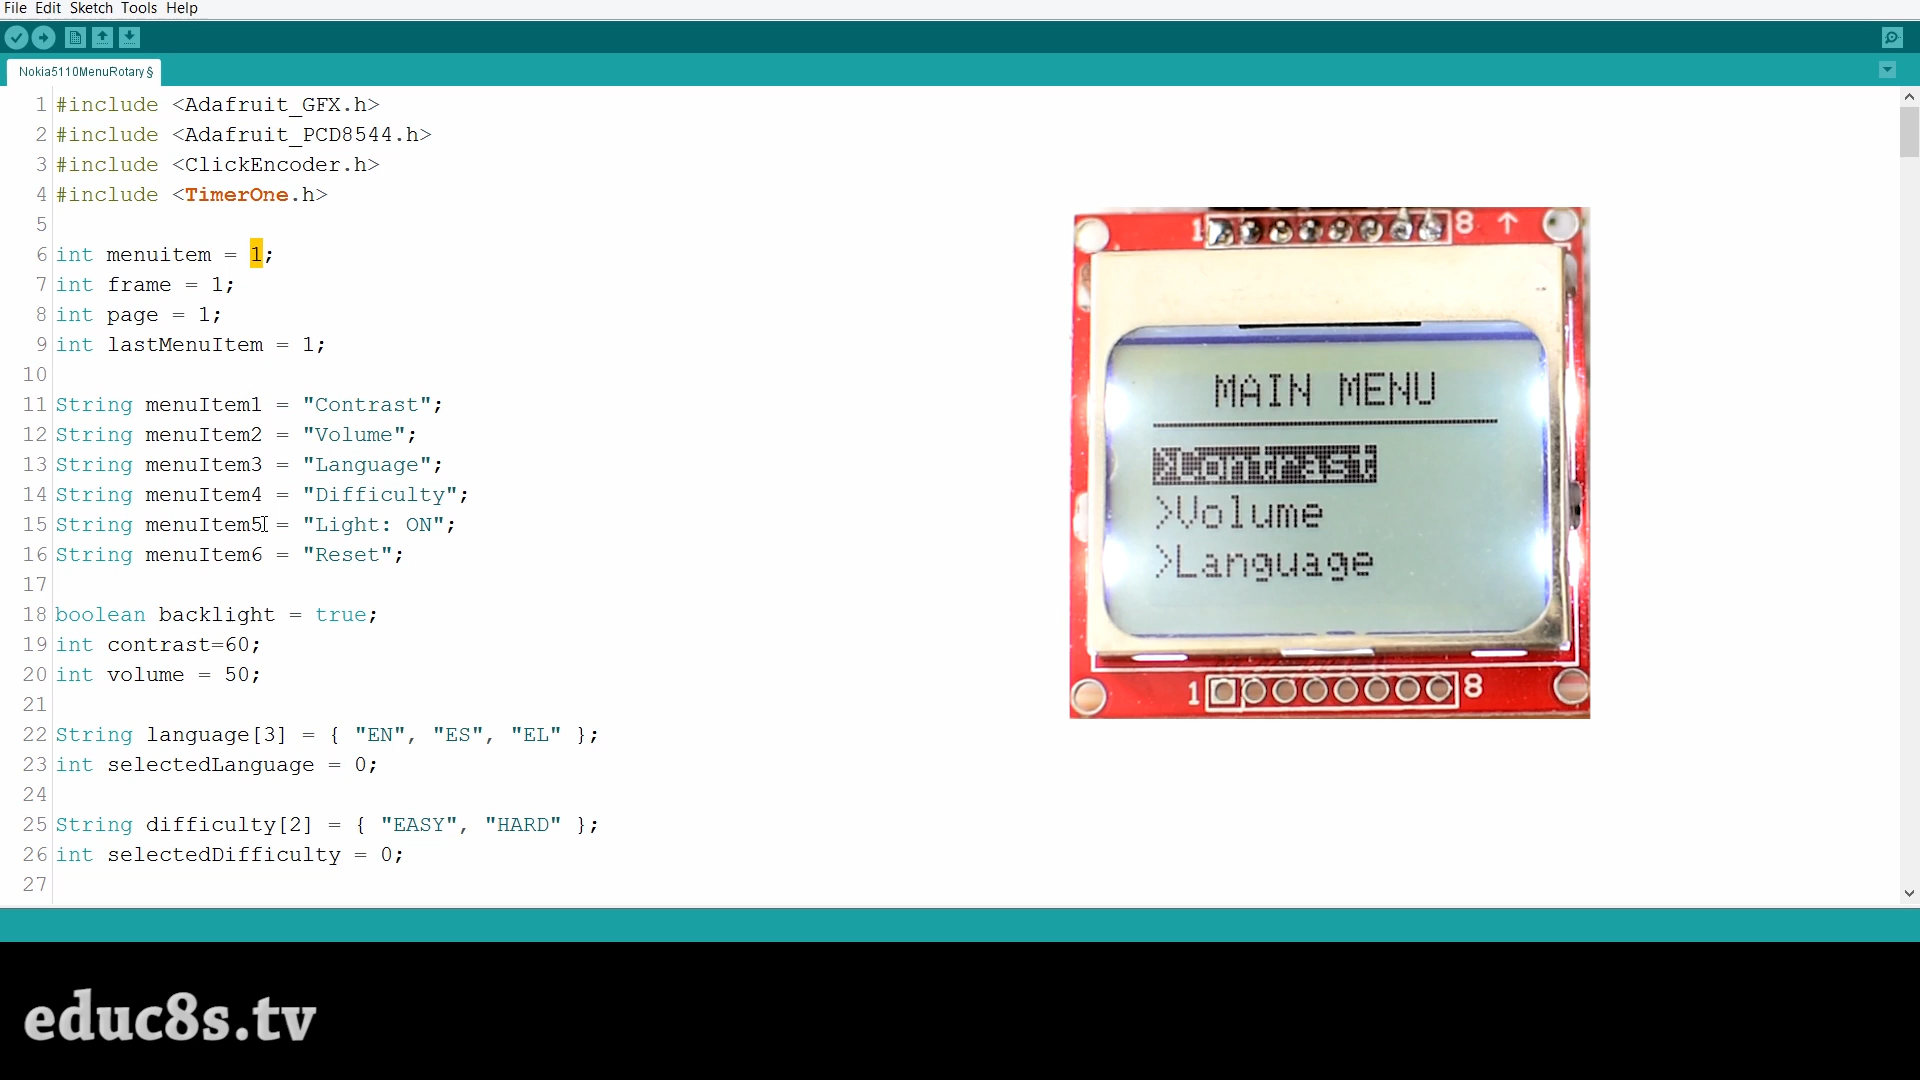 File Edit Sketch Tools Help
Nokia5110MenuRotary §
1 #include <Adafruit_GFX.h>
2 #include <Adafruit_PCD8544.h>
3 #include <ClickEncoder.h>
4 #include <TimerOne.h>
5
6 int menuitem = 1;
7 int frame = 1;
8 int page = 1;
9 int lastMenuItem = 1;
10
11 String menuItem1 = "Contrast";
12 String menuItem2 = "Volume";
13 String menuItem3 = "Language";
14 String menuItem4 = "Difficulty";
15 String menuItem5 = "Light: ON";
16 String menuItem6 = "Reset";
17
18 boolean backlight = true;
19 int contrast=60;
20 int volume = 50;
21
22 String language[3] = { "EN", "ES", "EL" };
23 int selectedLanguage = 0;
24
25 String difficulty[2] = { "EASY", "HARD" };
26 int selectedDifficulty = 0;
27
1 8 ↑
MAIN MENU
>Contrast
>Volume
>Language
1 8
educ8s.tv